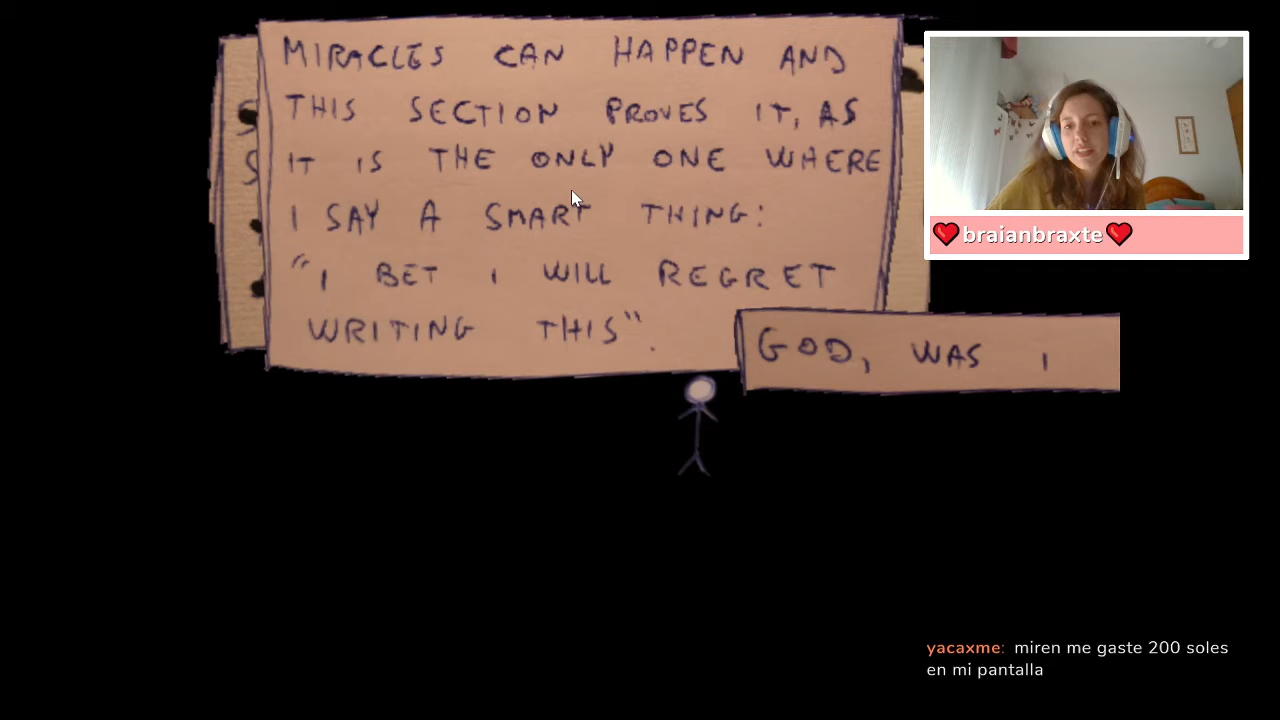 MIRACLES CAN HAPPEN AND
THIS SECTION PROVES IT, AS
IT IS THE ONLY ONE WHERE
I SAY A SMART THING:
"I BET I WILL REGRET
WRITING THIS".
GOD, WAS I
S
S
❤braianbraxte❤
yacaxme: miren me gaste 200 soles
en mi pantalla